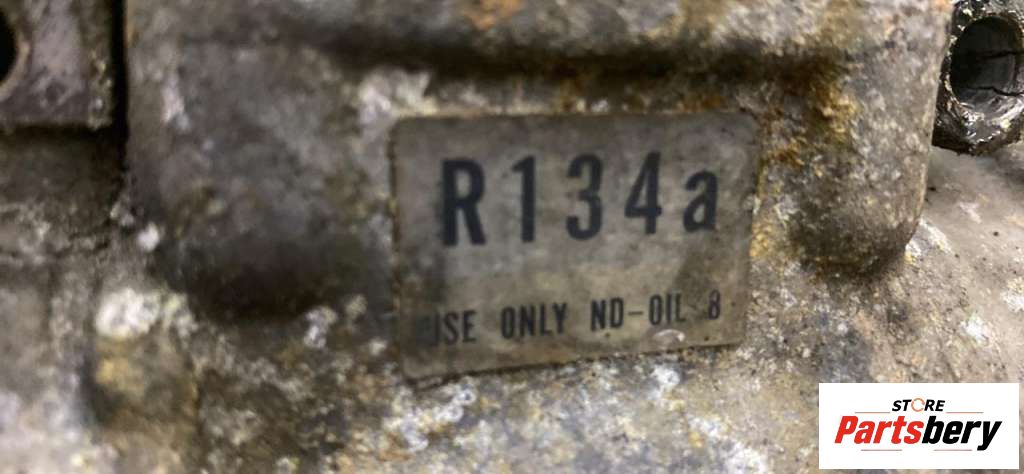 R134a
USE ONLY ND-OIL 8
STORE
Partsbery